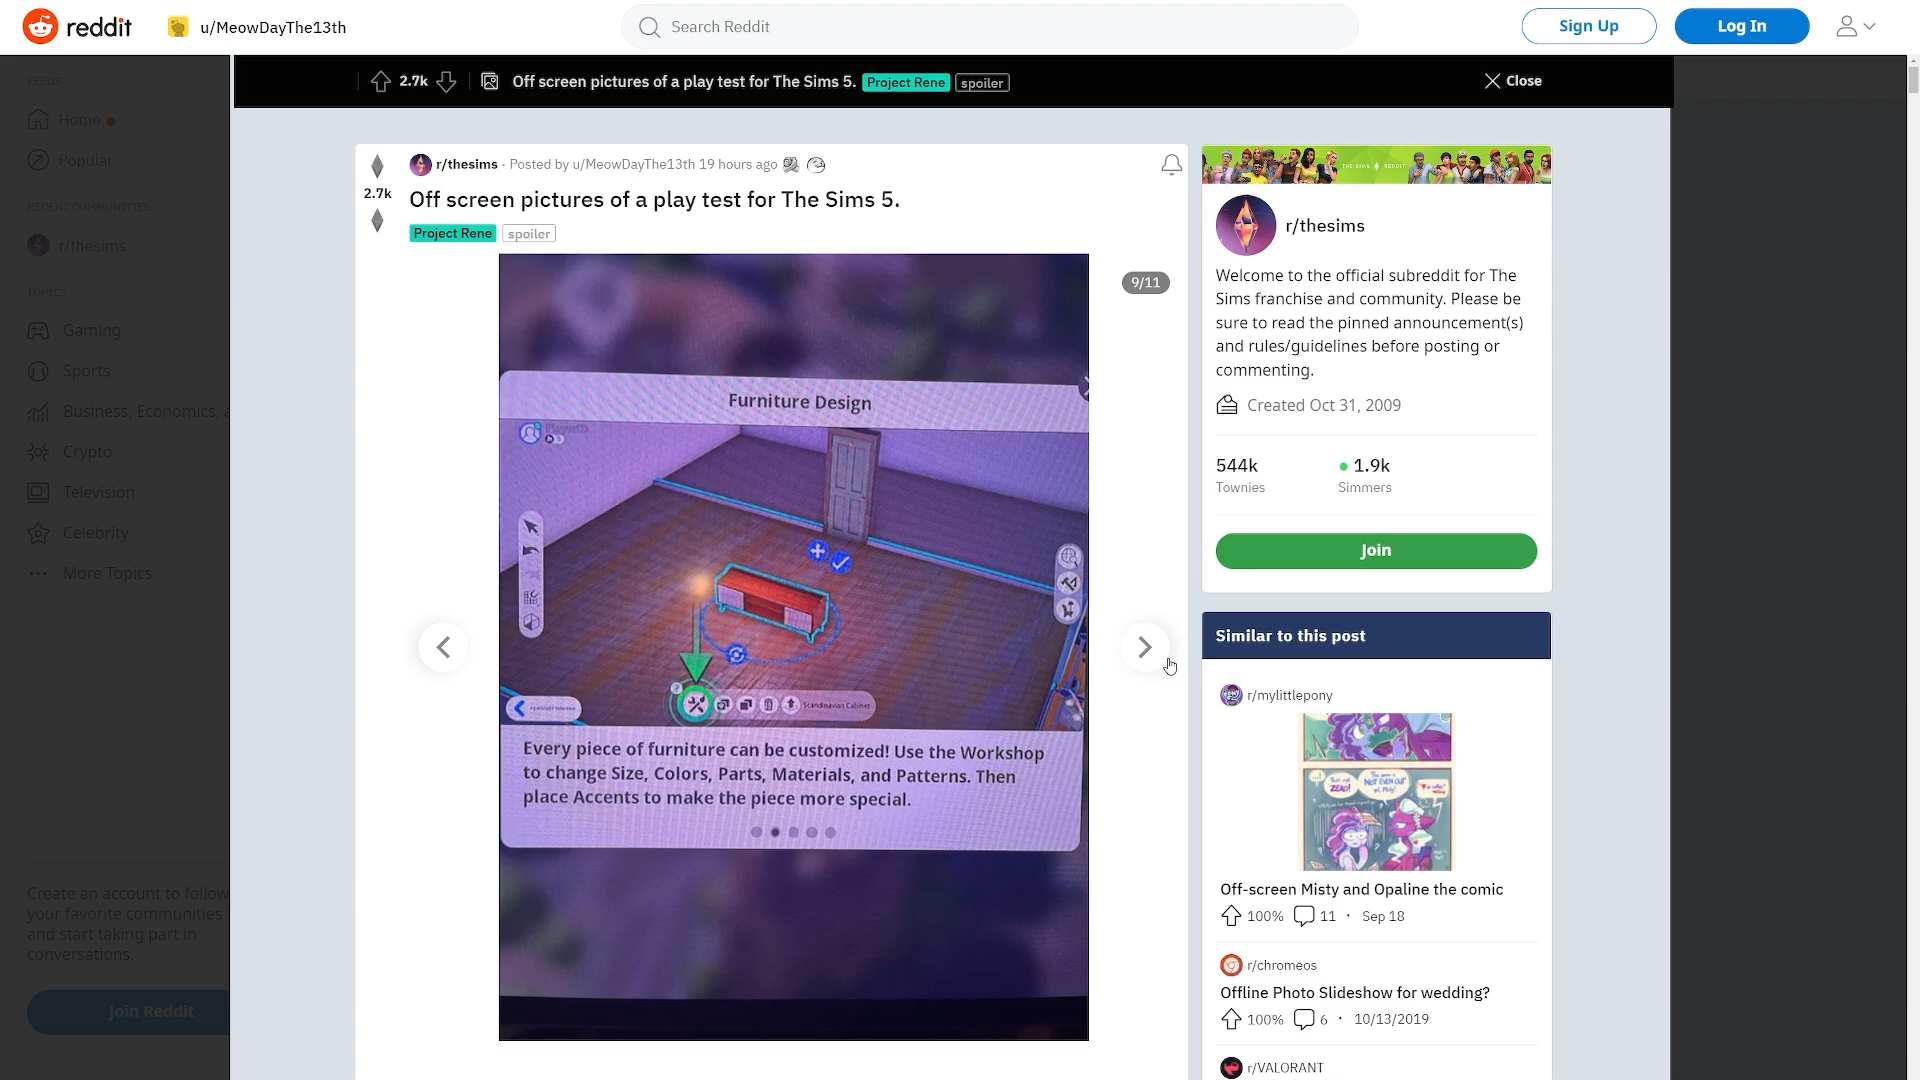 reddit
u/MeowDayThe13th
Search Reddit
Sign Up
Log In
FEEDS
Home
Popular
RECENT COMMUNITIES
r/thesims
TOPICS
Gaming
Sports
Business, Economics, a
Crypto
Television
Celebrity
More Topics
Create an account to follow
your favorite communities
and start taking part in
conversations.
Join Reddit
2.7k
Off screen pictures of a play test for The Sims 5. Project Rene spoiler
Close
r/thesims · Posted by u/MeowDayThe13th 19 hours ago
2.7k
Off screen pictures of a play test for The Sims 5.
Project Rene spoiler
9/11
Furniture Design
Scandinavian Cabinet
Every piece of furniture can be customized! Use the Workshop
to change Size, Colors, Parts, Materials, and Patterns. Then
place Accents to make the piece more special.
THE SIMS REDDIT
r/thesims
Welcome to the official subreddit for The
Sims franchise and community. Please be
sure to read the pinned announcement(s)
and rules/guidelines before posting or
commenting.
Created Oct 31, 2009
544k
Townies
1.9k
Simmers
Join
Similar to this post
r/mylittlepony
Off-screen Misty and Opaline the comic
100% 11 · Sep 18
r/chromeos
Offline Photo Slideshow for wedding?
100% 6 · 10/13/2019
r/VALORANT